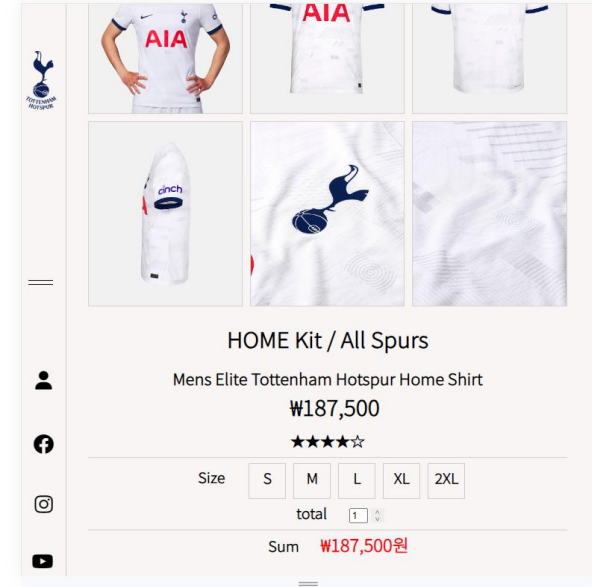 AIA
AIA
TOTTENHAM
HOTSPUR
cinch
HOME Kit / All Spurs
Mens Elite Tottenham Hotspur Home Shirt
₩187,500
★★★★☆
Size S M L XL 2XL
total 1
Sum ₩187,500원